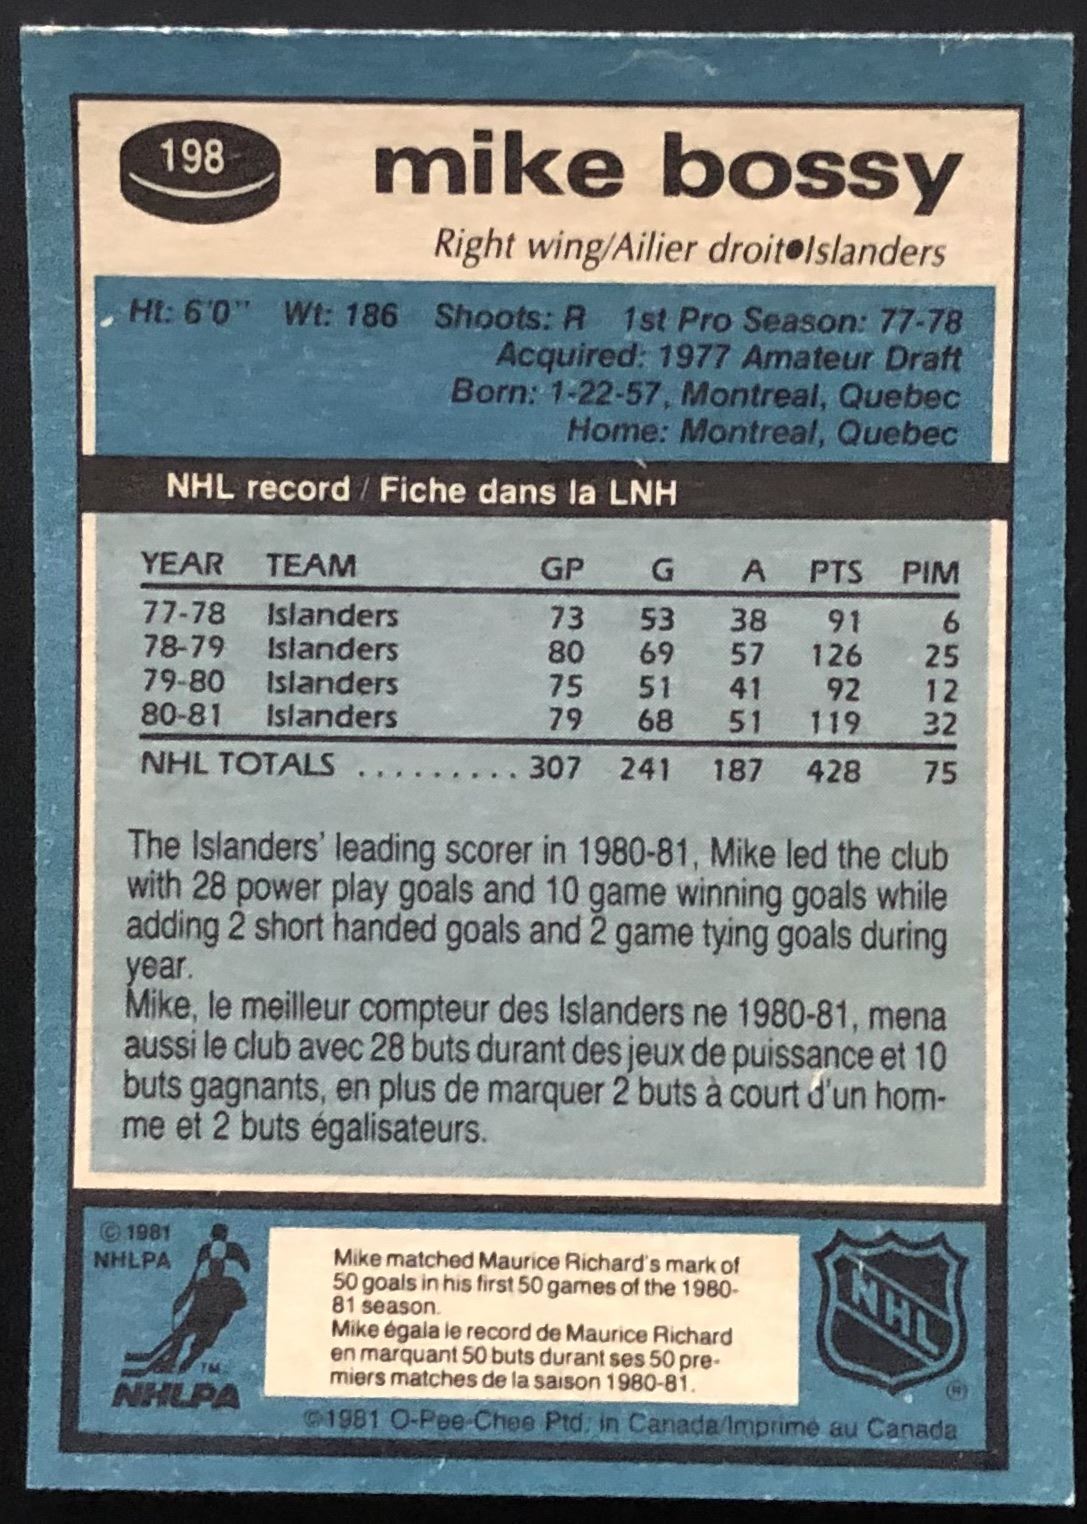 198
mike bossy
Right wing/Ailier droit●Islanders
Ht: 6'0" Wt: 186 Shoots: R 1st Pro Season: 77-78
Acquired: 1977 Amateur Draft
Born: 1-22-57, Montreal, Quebec
Home: Montreal, Quebec
NHL record / Fiche dans la LNH
YEAR TEAM GP G A PTS PIM
77-78 Islanders 73 53 38 91 6
78-79 Islanders 80 69 57 126 25
79-80 Islanders 75 51 41 92 12
80-81 Islanders 79 68 51 119 32
NHL TOTALS .......... 307 241 187 428 75
The Islanders' leading scorer in 1980-81, Mike led the club
with 28 power play goals and 10 game winning goals while
adding 2 short handed goals and 2 game tying goals during
year.
Mike, le meilleur compteur des Islanders ne 1980-81, mena
aussi le club avec 28 buts durant des jeux de puissance et 10
buts gagnants, en plus de marquer 2 buts à court d'un hom-
me et 2 buts égalisateurs.
© 1981
NHLPA
TM
NHLPA
Mike matched Maurice Richard's mark of
50 goals in his first 50 games of the 1980-
81 season.
Mike égala le record de Maurice Richard
en marquant 50 buts durant ses 50 pre-
miers matches de la saison 1980-81.
NHL
®
©1981 O-Pee-Chee Ptd. in Canada/Imprimé au Canada